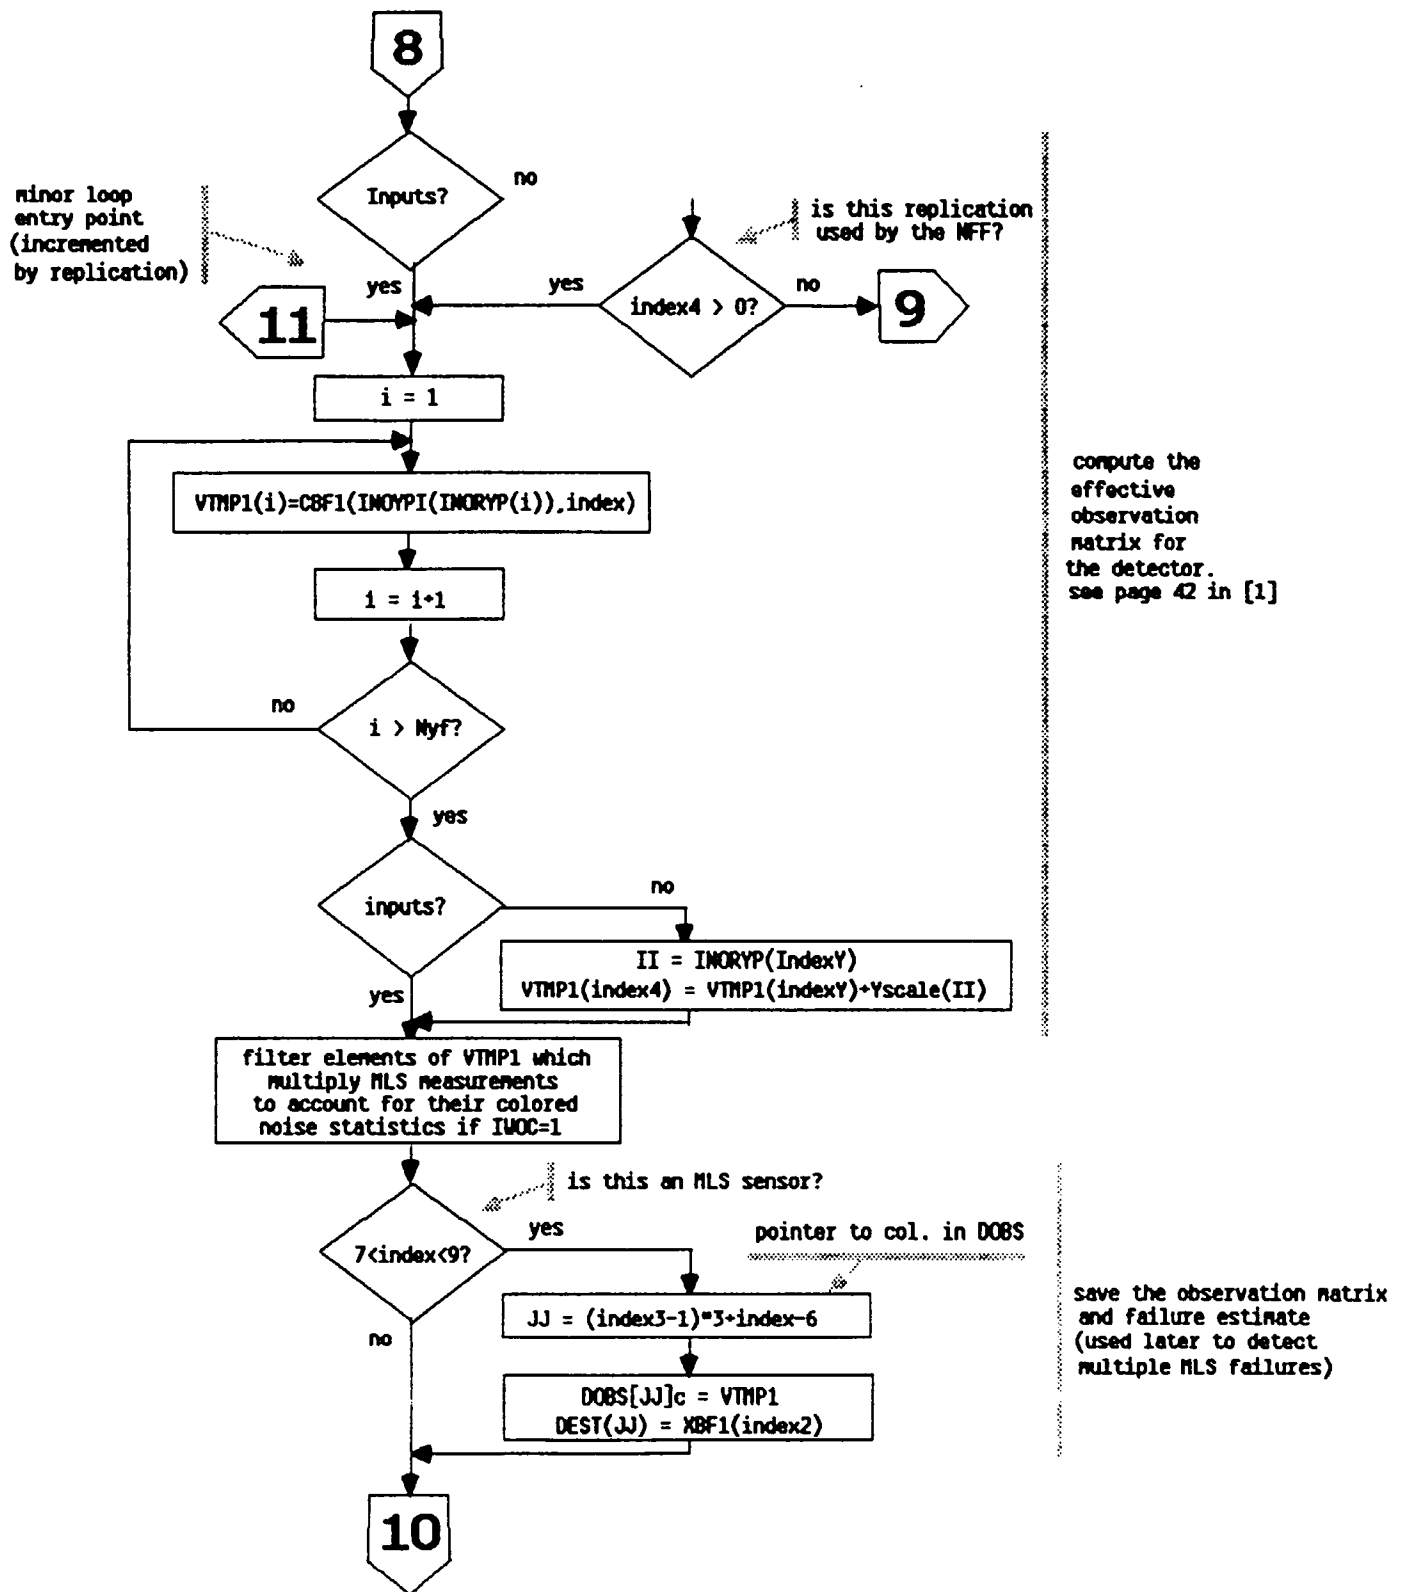 8
Inputs?
no
minor loop
entry point
(incremented
by replication)
is this replication
used by the NFF?
yes
yes
index4 > 0?
no
9
11
i = 1
VTMP1(i)=CBF1(INOYPI(INORYP(i)),index)
i = i+1
compute the
effective
observation
matrix for
the detector.
see page 42 in [1]
no
i > Nyf?
yes
inputs?
no
II = INORYP(IndexY)
VTMP1(index4) = VTMP1(indexY)+Yscale(II)
yes
filter elements of VTMP1 which
multiply MLS measurements
to account for their colored
noise statistics if IWOC=1
is this an MLS sensor?
7<index<9?
yes
pointer to col. in DOBS
JJ = (index3-1)*3+index-6
no
save the observation matrix
and failure estimate
(used later to detect
multiple MLS failures)
DOBS[JJ]c = VTMP1
DEST(JJ) = XBF1(index2)
10